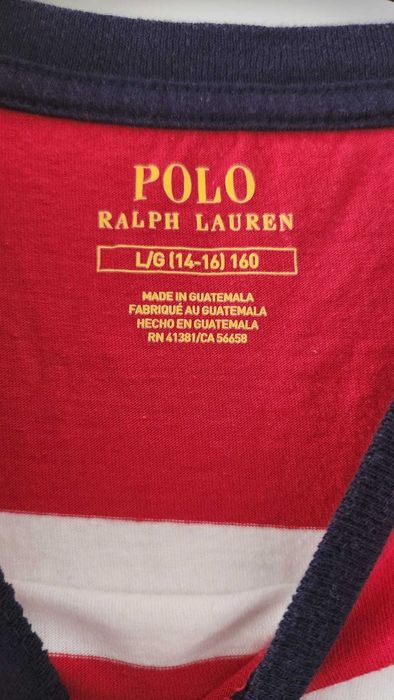 POLO
RALPH LAUREN
L/G (14-16) 160
MADE IN GUATEMALA
FABRIQUÉ AU GUATEMALA
HECHO EN GUATEMALA
RN 41381/CA 56658